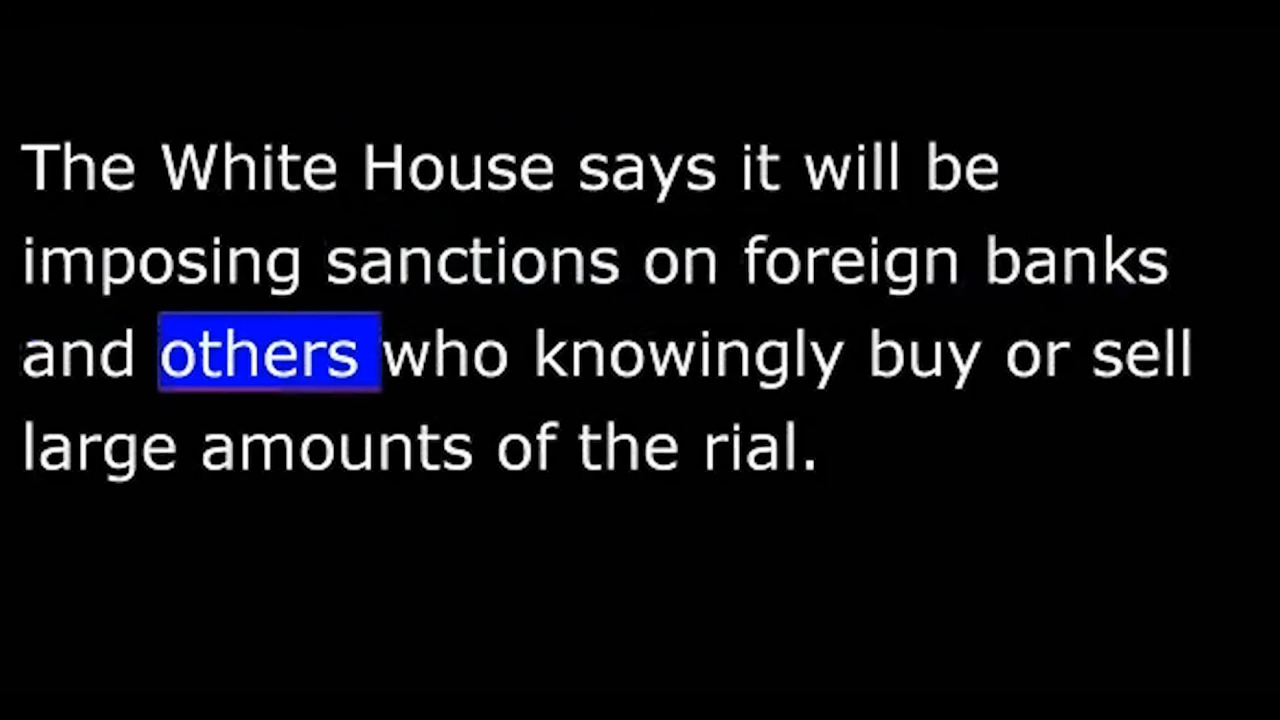 The White House says it will be
imposing sanctions on foreign banks
and others who knowingly buy or sell
large amounts of the rial.